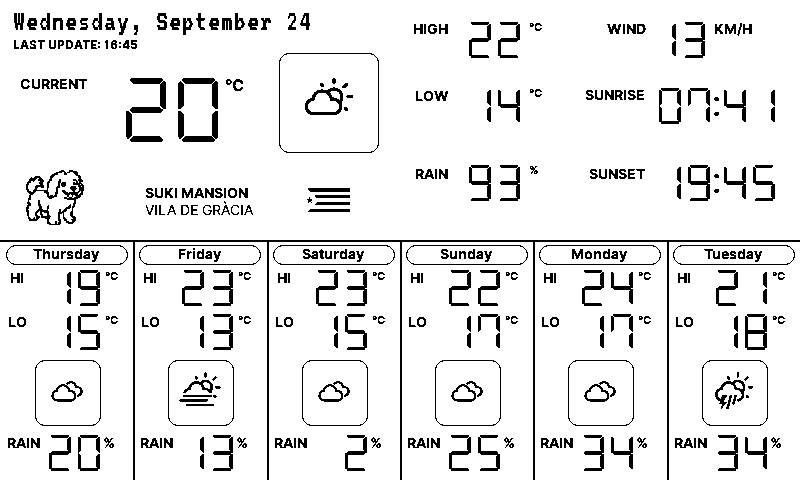 Wednesday, September 24
LAST UPDATE: 16:45
CURRENT 20 °C
SUKI MANSION
VILA DE GRÀCIA
HIGH 22 °C
LOW 14 °C
RAIN 93 %
WIND 13 KM/H
SUNRISE 07:41
SUNSET 19:45
Thursday
HI 19 °C
LO 15 °C
RAIN 20 %
Friday
HI 23 °C
LO 13 °C
RAIN 13 %
Saturday
HI 23 °C
LO 15 °C
RAIN 2 %
Sunday
HI 22 °C
LO 17 °C
RAIN 25 %
Monday
HI 24 °C
LO 17 °C
RAIN 34 %
Tuesday
HI 21 °C
LO 18 °C
RAIN 34 %